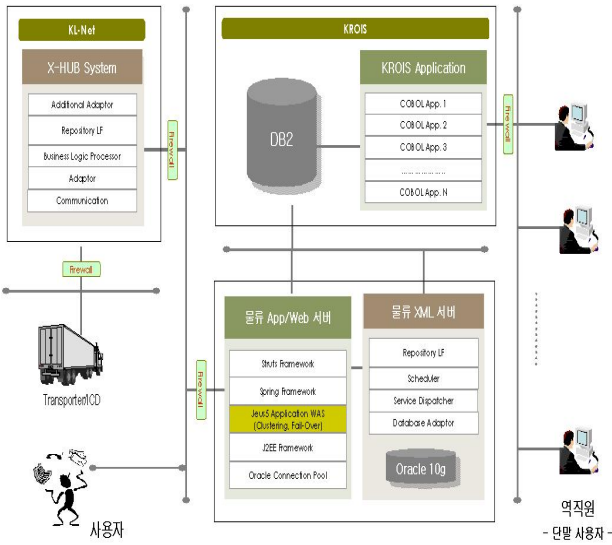 KL-Net
X-HUB System
Additional Adaptor
Repository LF
Business Logic Processor
Adaptor
Communication
Firewall
Firewall
Transporter/ICD
사용자
KROIS
DB2
KROIS Application
COBOL App. 1
COBOL App. 2
COBOL App. 3
....................
COBOL App. N
Firewall
Firewall
물류 App/Web 서버
Struts Framework
Spring Framework
Jeus5 Application WAS
(Clustering, Fail-Over)
J2EE Framework
Oracle Connection Pool
물류 XML 서버
Repository LF
Scheduler
Service Dispatcher
Database Adaptor
Oracle 10g
역직원
- 단말 사용자 -